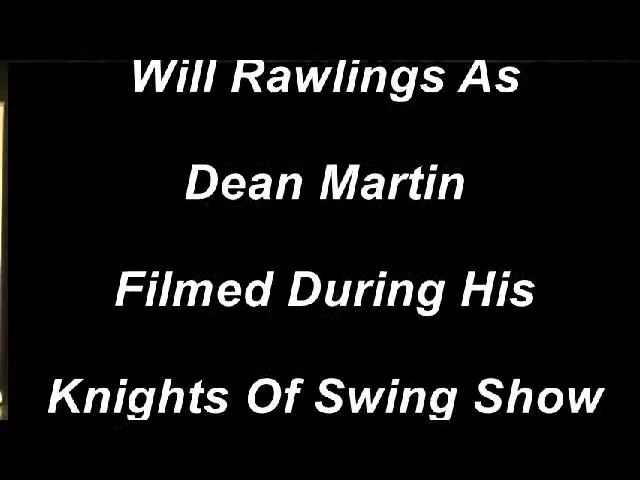 Will Rawlings As
Dean Martin
Filmed During His
Knights Of Swing Show